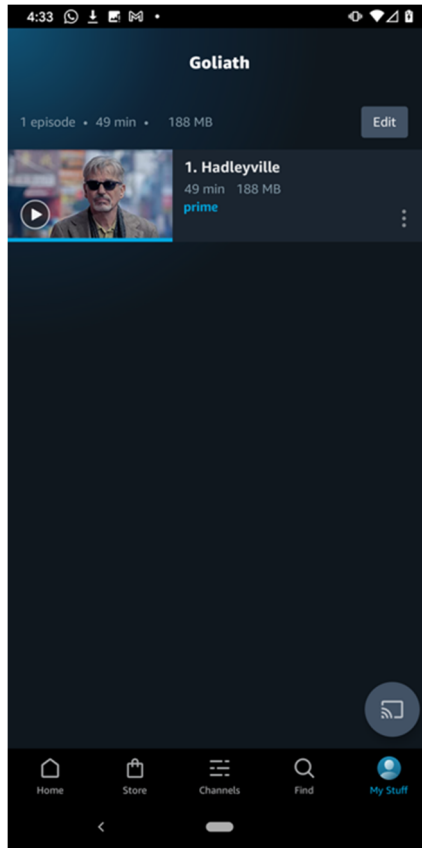 4:33
Goliath
1 episode • 49 min • 188 MB
Edit
1. Hadleyville
49 min 188 MB
prime
Home Store Channels Find My Stuff